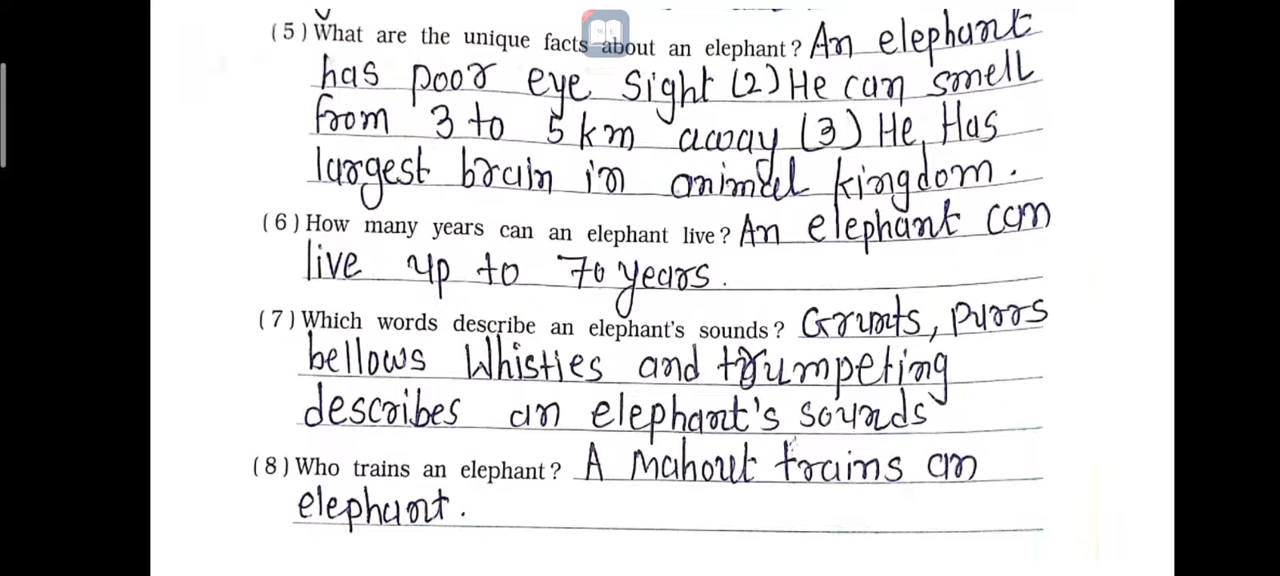 (5) What are the unique facts about an elephant? An elephant
has poor eye sight (2) He can smell
from 3 to 5 km away (3) He Has
largest brain in animal kingdom.
(6) How many years can an elephant live? An elephant can
live up to 70 years.
(7) Which words describe an elephant's sounds? Grunts, purrs
bellows Whistles and trumpeting
describes an elephant's sounds
(8) Who trains an elephant? A Mahout trains an
elephant.